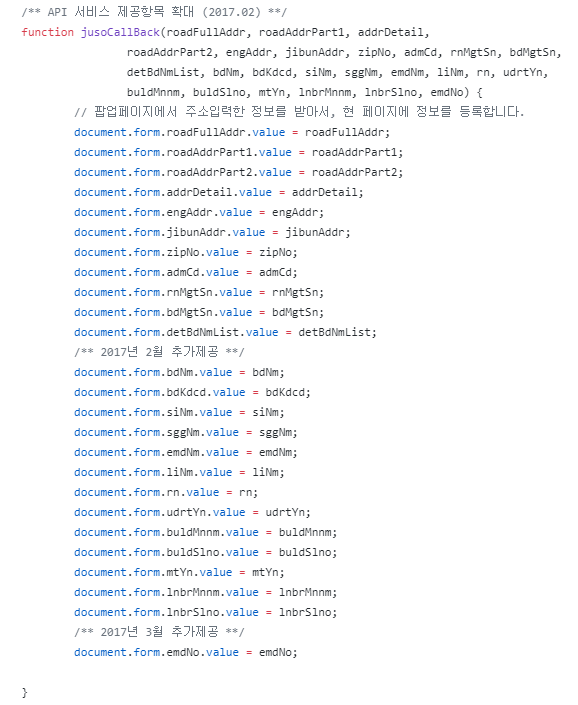 /** API 서비스 제공항목 확대 (2017.02) **/
function jusoCallBack(roadFullAddr, roadAddrPart1, addrDetail,
roadAddrPart2, engAddr, jibunAddr, zipNo, admCd, rnMgtSn, bdMgtSn,
detBdNmList, bdNm, bdKdcd, siNm, sggNm, emdNm, liNm, rn, udrtYn,
buldMnnm, buldSlno, mtYn, lnbrMnnm, lnbrSlno, emdNo) {
// 팝업페이지에서 주소입력한 정보를 받아서, 현 페이지에 정보를 등록합니다.
document.form.roadFullAddr.value = roadFullAddr;
document.form.roadAddrPart1.value = roadAddrPart1;
document.form.roadAddrPart2.value = roadAddrPart2;
document.form.addrDetail.value = addrDetail;
document.form.engAddr.value = engAddr;
document.form.jibunAddr.value = jibunAddr;
document.form.zipNo.value = zipNo;
document.form.admCd.value = admCd;
document.form.rnMgtSn.value = rnMgtSn;
document.form.bdMgtSn.value = bdMgtSn;
document.form.detBdNmList.value = detBdNmList;
/** 2017년 2월 추가제공 **/
document.form.bdNm.value = bdNm;
document.form.bdKdcd.value = bdKdcd;
document.form.siNm.value = siNm;
document.form.sggNm.value = sggNm;
document.form.emdNm.value = emdNm;
document.form.liNm.value = liNm;
document.form.rn.value = rn;
document.form.udrtYn.value = udrtYn;
document.form.buldMnnm.value = buldMnnm;
document.form.buldSlno.value = buldSlno;
document.form.mtYn.value = mtYn;
document.form.lnbrMnnm.value = lnbrMnnm;
document.form.lnbrSlno.value = lnbrSlno;
/** 2017년 3월 추가제공 **/
document.form.emdNo.value = emdNo;
}